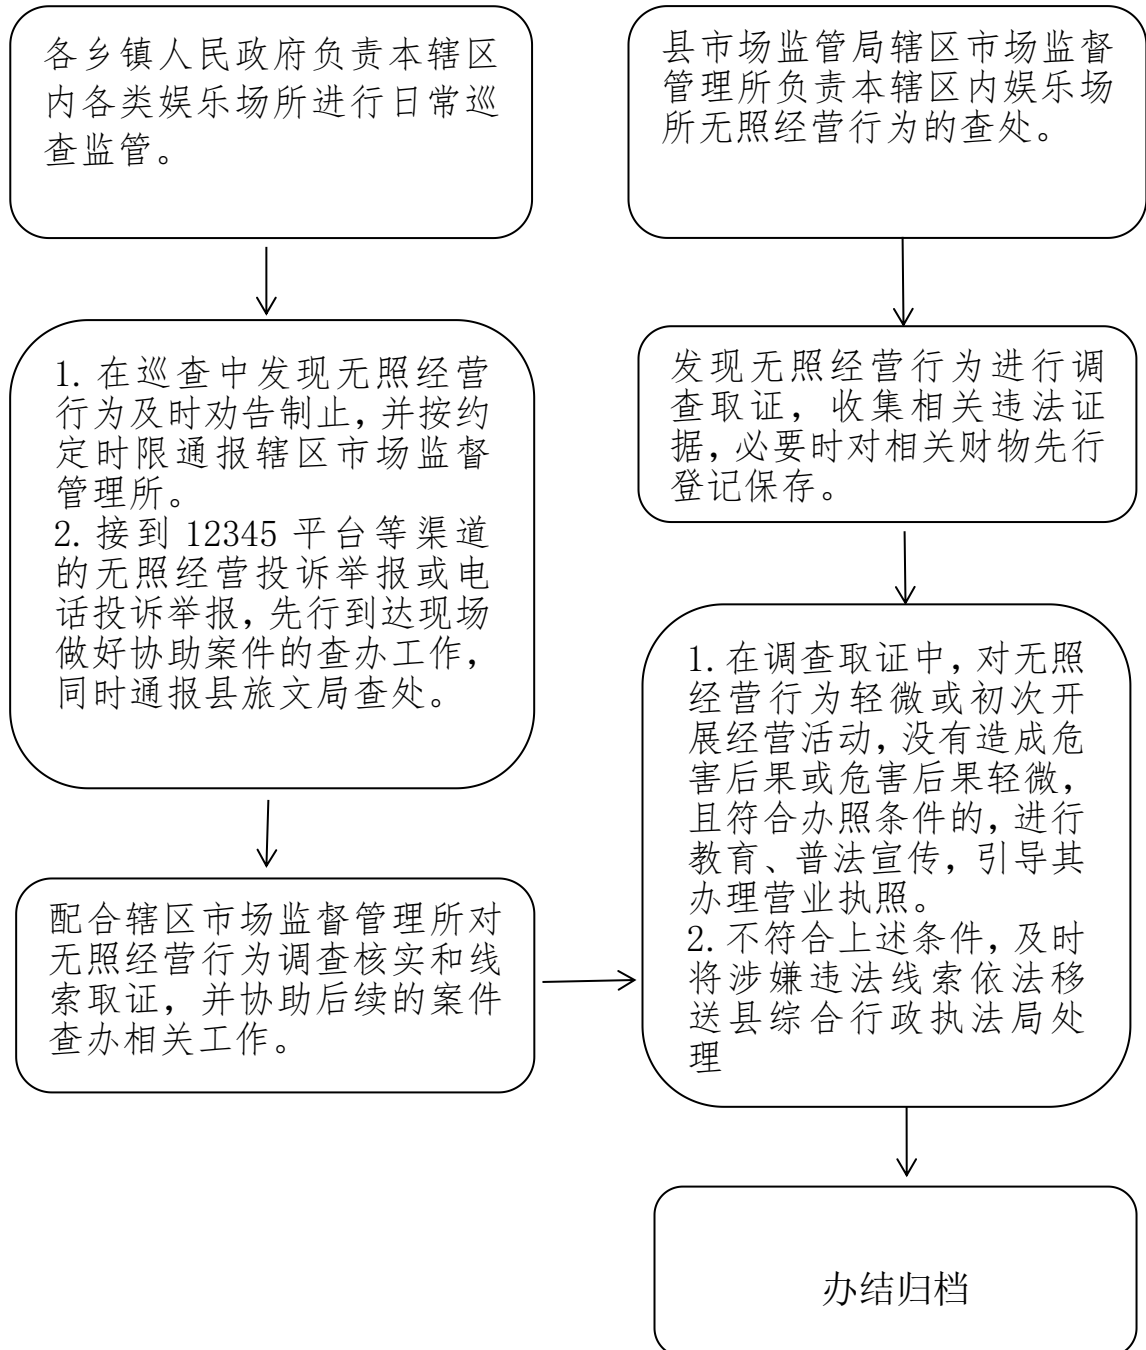 各乡镇人民政府负责本辖区
内各类娱乐场所进行日常巡
查监管。
1. 在巡查中发现无照经营
行为及时劝告制止，并按约
定时限通报辖区市场监督
管理所。
2. 接到 12345 平台等渠道
的无照经营投诉举报或电
话投诉举报，先行到达现场
做好协助案件的查办工作，
同时通报县旅文局查处。
配合辖区市场监督管理所对
无照经营行为调查核实和线
索取证，并协助后续的案件
查办相关工作。
县市场监管局辖区市场监督
管理所负责本辖区内娱乐场
所无照经营行为的查处。
发现无照经营行为进行调
查取证，收集相关违法证
据，必要时对相关财物先行
登记保存。
1. 在调查取证中，对无照
经营行为轻微或初次开
展经营活动，没有造成危
害后果或危害后果轻微，
且符合办照条件的，进行
教育、普法宣传，引导其
办理营业执照。
2. 不符合上述条件，及时
将涉嫌违法线索依法移
送县综合行政执法局处
理
办结归档